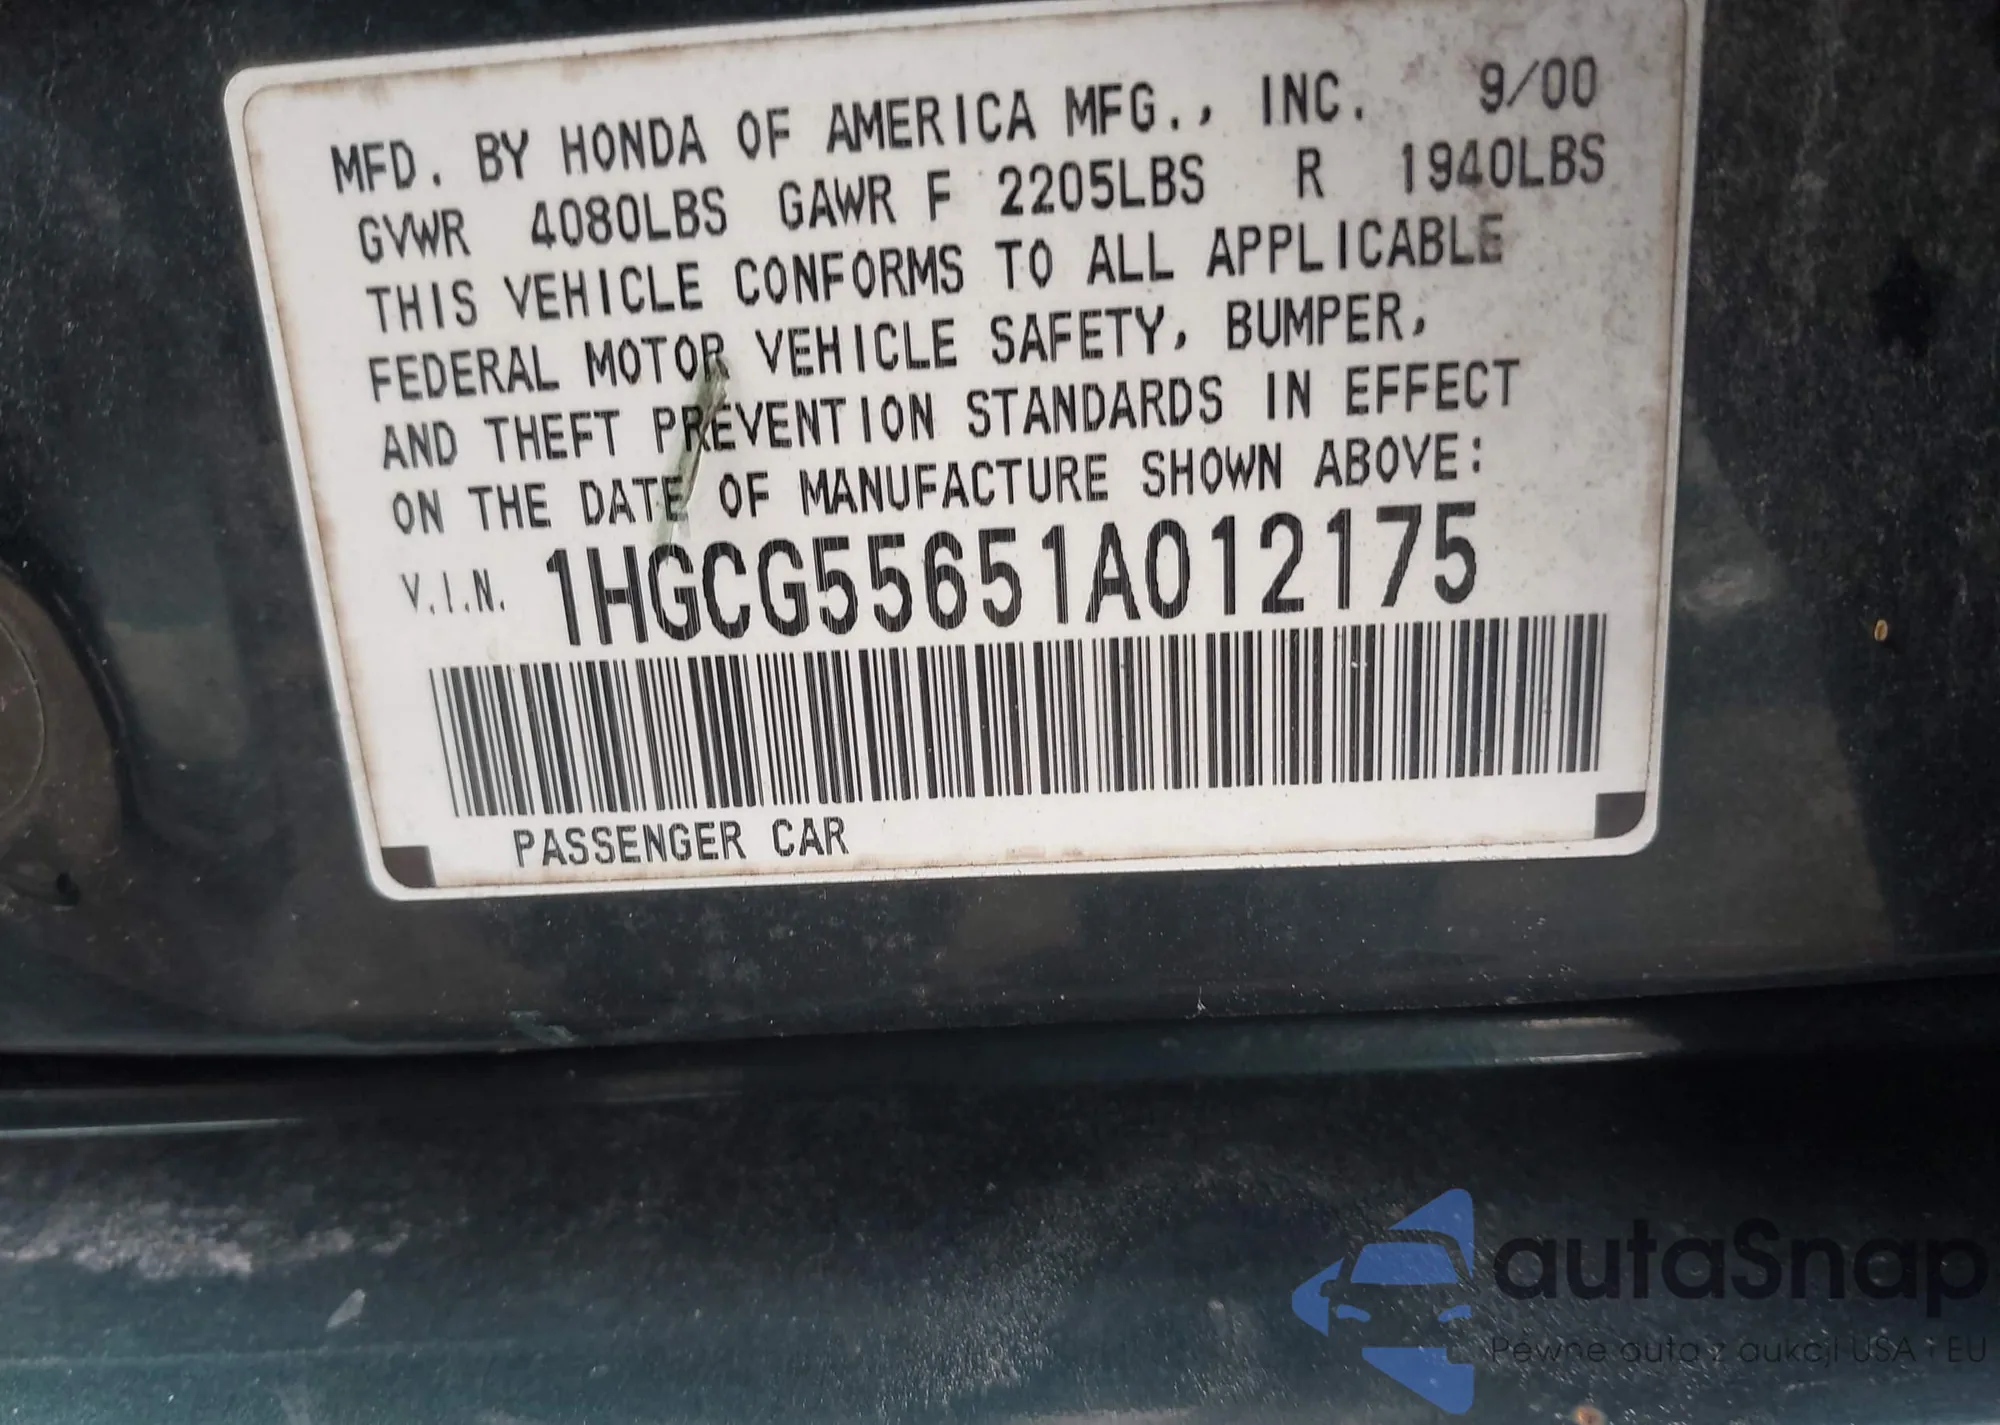 MFD. BY HONDA OF AMERICA MFG., INC. 9/00
GVWR 4080LBS GAWR F 2205LBS R 1940LBS
THIS VEHICLE CONFORMS TO ALL APPLICABLE
FEDERAL MOTOR VEHICLE SAFETY, BUMPER,
AND THEFT PREVENTION STANDARDS IN EFFECT
ON THE DATE OF MANUFACTURE SHOWN ABOVE:
V.I.N. 1HGCG55651A012175
PASSENGER CAR
autaSnap
Pewne auta z aukcji USA i EU